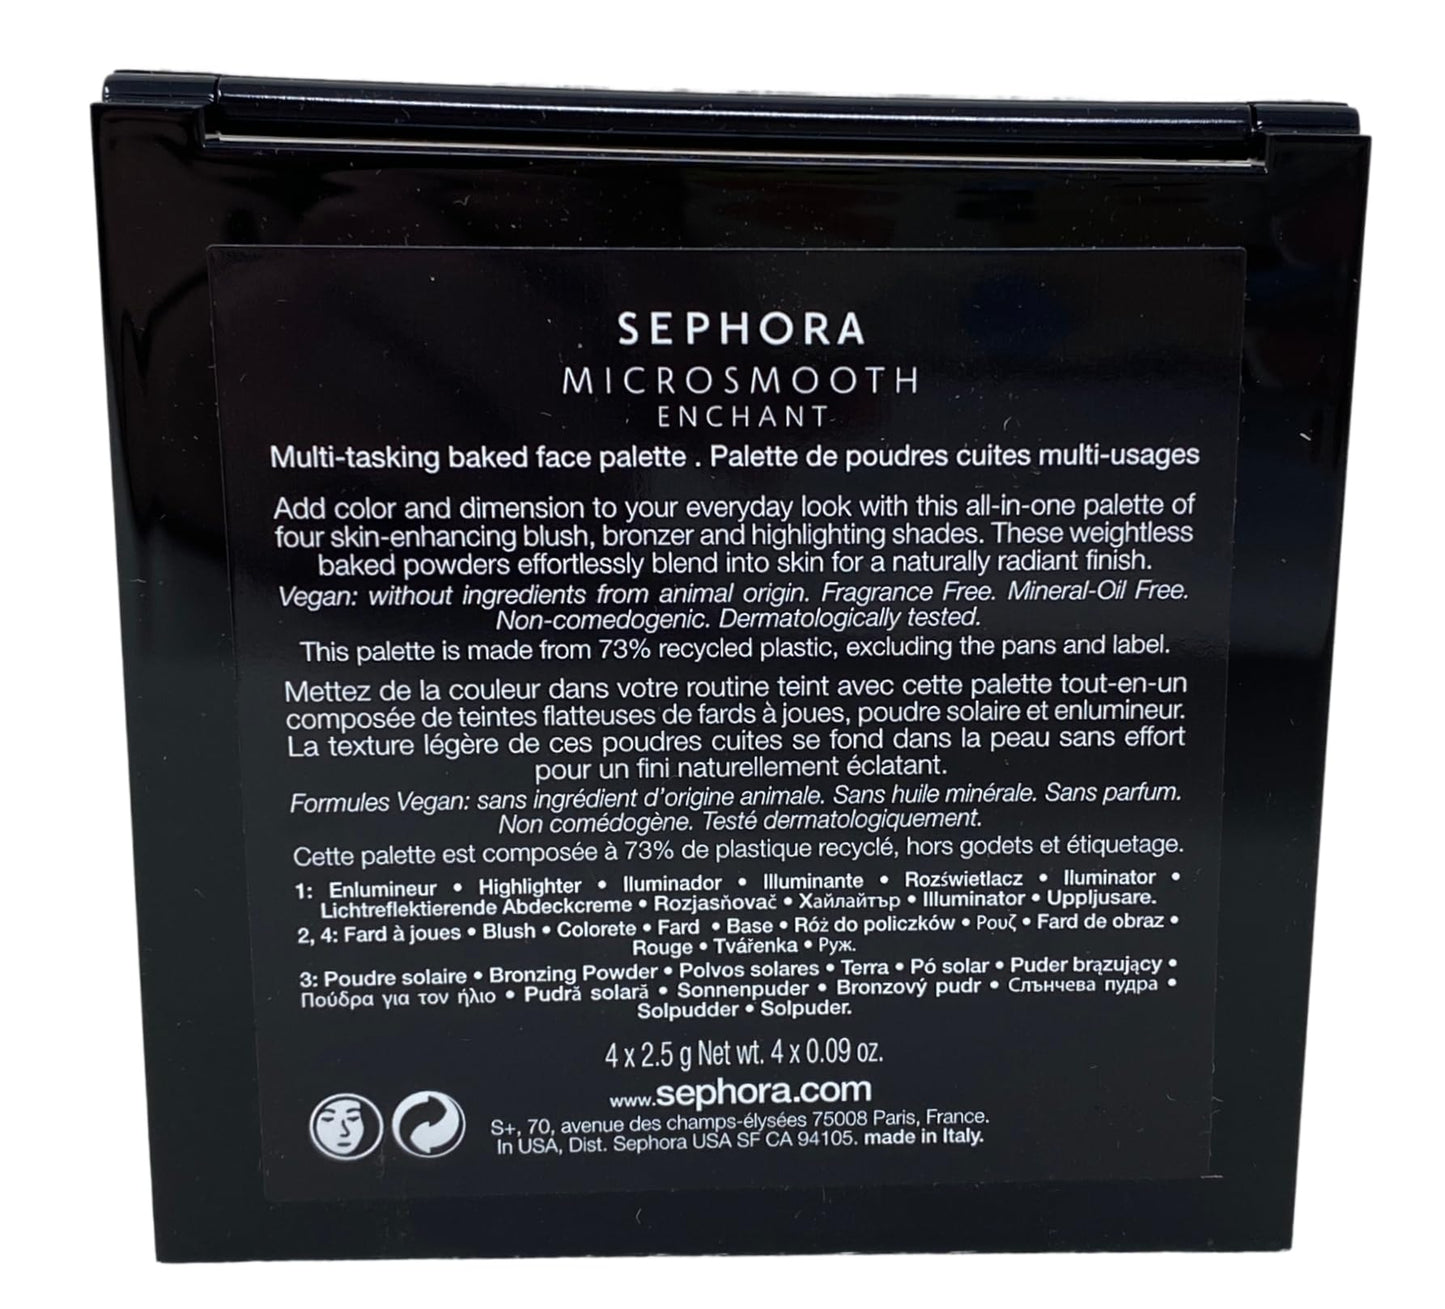 SEPHORA
MICROSMOOTH
ENCHANT
Multi-tasking baked face palette . Palette de poudres cuites multi-usages
Add color and dimension to your everyday look with this all-in-one palette of
four skin-enhancing blush, bronzer and highlighting shades. These weightless
baked powders effortlessly blend into skin for a naturally radiant finish.
Vegan: without ingredients from animal origin. Fragrance Free. Mineral-Oil Free.
Non-comedogenic. Dermatologically tested.
This palette is made from 73% recycled plastic, excluding the pans and label.
Mettez de la couleur dans votre routine teint avec cette palette tout-en-un
composée de teintes flatteuses de fards à joues, poudre solaire et enlumineur.
La texture légère de ces poudres cuites se fond dans la peau sans effort
pour un fini naturellement éclatant.
Formules Vegan: sans ingrédient d'origine animale. Sans huile minérale. Sans parfum.
Non comédogène. Testé dermatologiquement.
Cette palette est composée à 73% de plastique recyclé, hors godets et étiquetage.
1: Enlumineur • Highlighter • Iluminador • Illuminante • Rozświetlacz • Iluminator •
Lichtreflektierende Abdeckcreme • Rozjasňovač • Хайлайтър • Illuminator • Uppljusare.
2, 4: Fard à joues • Blush • Colorete • Fard • Base • Róż do policzków • Ρουζ • Fard de obraz •
Rouge • Tvářenka • Руж.
3: Poudre solaire • Bronzing Powder • Polvos solares • Terra • Pó solar • Puder brązujący •
Πούδρα για τον ήλιο • Pudră solară • Sonnenpuder • Bronzový pudr • Слънчева пудра •
Solpudder • Solpuder.
4 x 2.5 g Net wt. 4 x 0.09 oz.
www.sephora.com
S+, 70, avenue des champs-élysées 75008 Paris, France.
In USA, Dist. Sephora USA SF CA 94105. made in Italy.